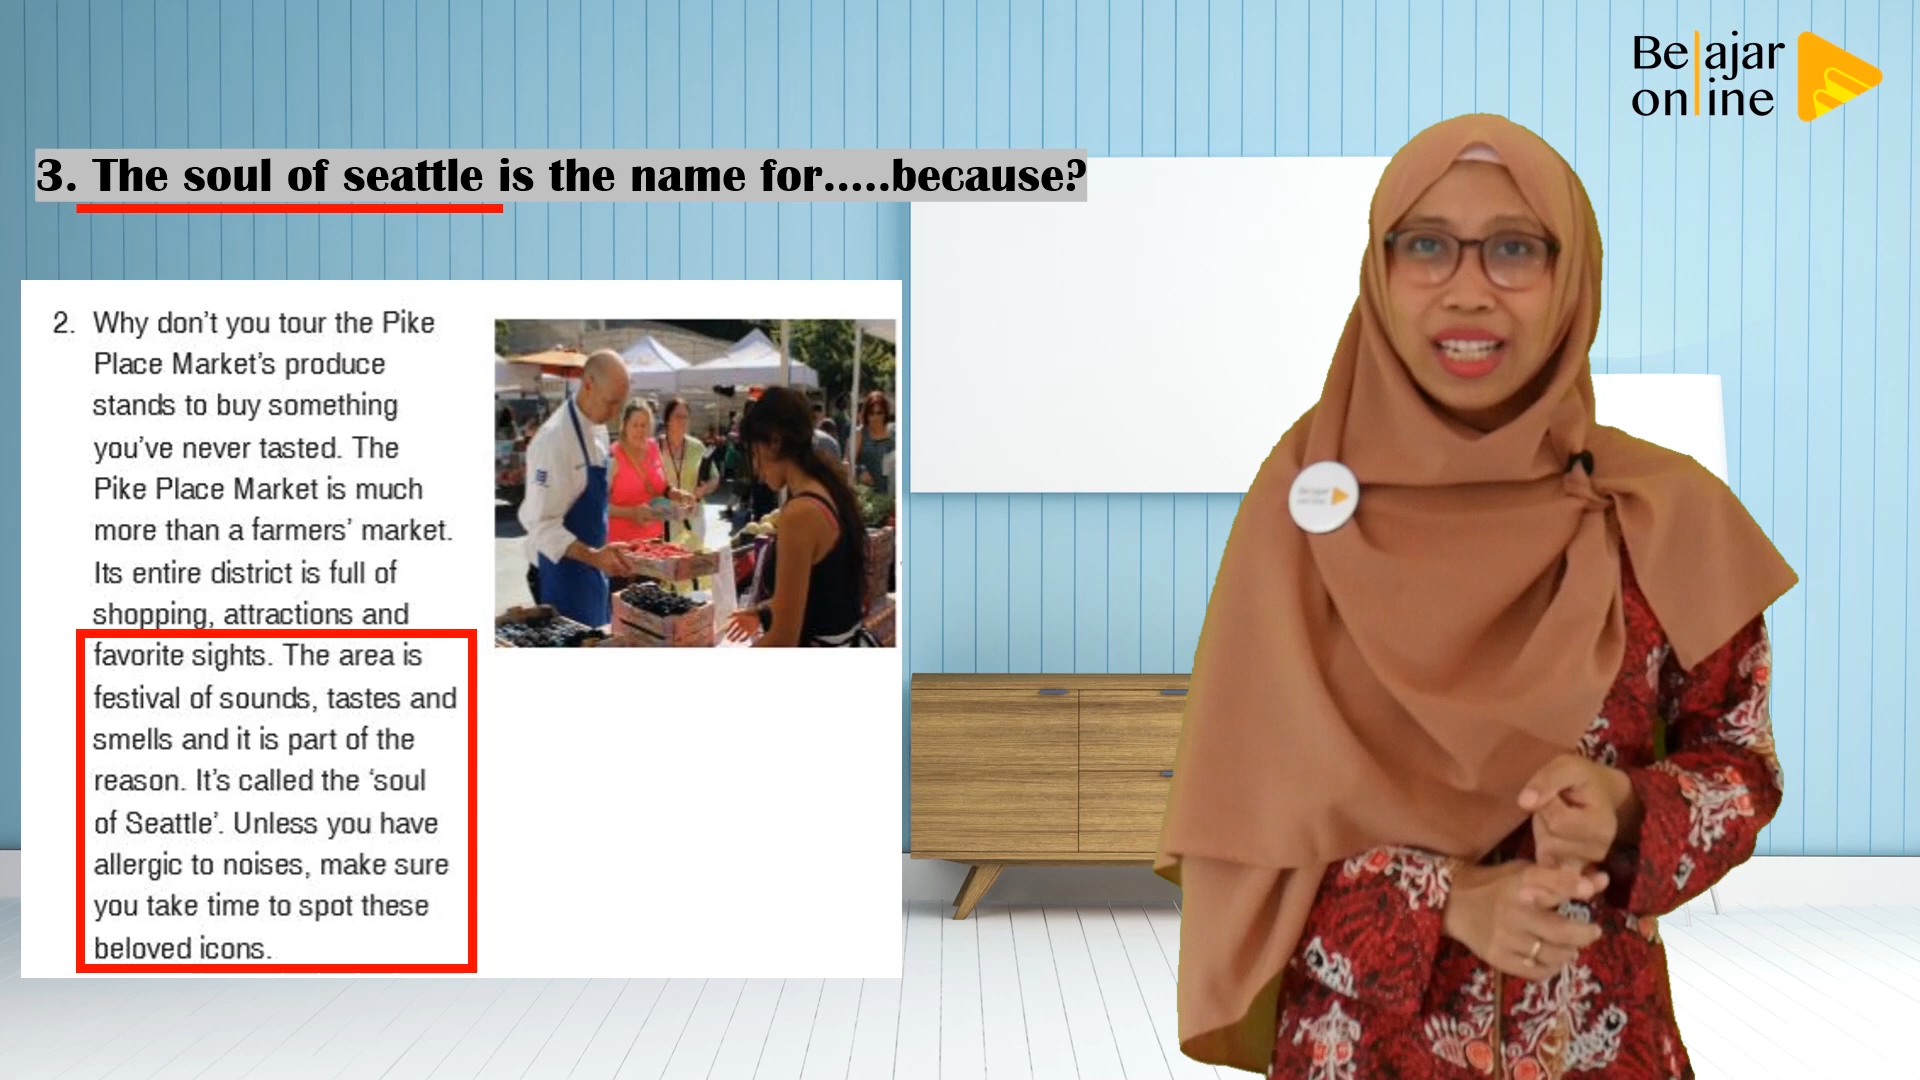 Belajar
online
3. The soul of seattle is the name for.....because?
2. Why don't you tour the Pike
Place Market's produce
stands to buy something
you've never tasted. The
Pike Place Market is much
more than a farmers' market.
Its entire district is full of
shopping, attractions and
favorite sights. The area is
festival of sounds, tastes and
smells and it is part of the
reason. It's called the ‘soul
of Seattle’. Unless you have
allergic to noises, make sure
you take time to spot these
beloved icons.